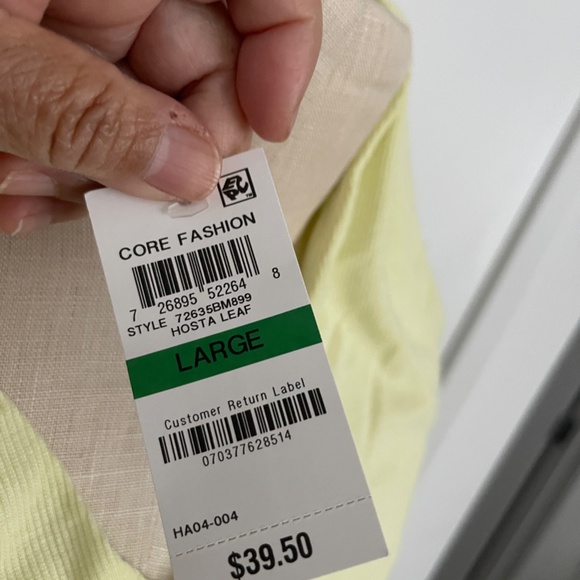 CORE FASHION
7 26895 52264 8
STYLE 72635BM899
HOSTA LEAF
LARGE
Customer Return Label
070377628514
HA04-004
$39.50